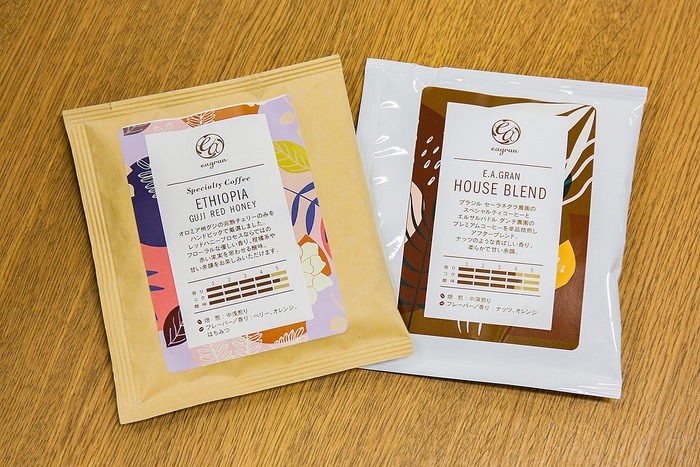 ea
eagran
Specialty Coffee
ETHIOPIA
GUJI RED HONEY
オロミア州グジの完熟チェリーのみを
ハンドピックで厳選しました。
レッドハニープロセスならではの
フローラルな優しい香り、柑橘系や
赤い果実を思わせる酸味、
甘い余韻をお楽しみいただけます。
1 2 3 4 5
香り
コク
酸味
焙煎:中浅煎り
フレーバー/香り:ベリー、オレンジ、
はちみつ
ea
eagran
E.A.GRAN
HOUSE BLEND
ブラジル セーラネグラ農園の
スペシャルティコーヒーと
エルサルバドル ダンテ農園の
プレミアムコーヒーを単品焙煎し
アフターブレンド。
ナッツのような香ばしい香り、
柔らかで甘い余韻。
1 2 3 4 5
香り
コク
酸味
焙煎:中深煎り
フレーバー/香り:ナッツ、オレンジ